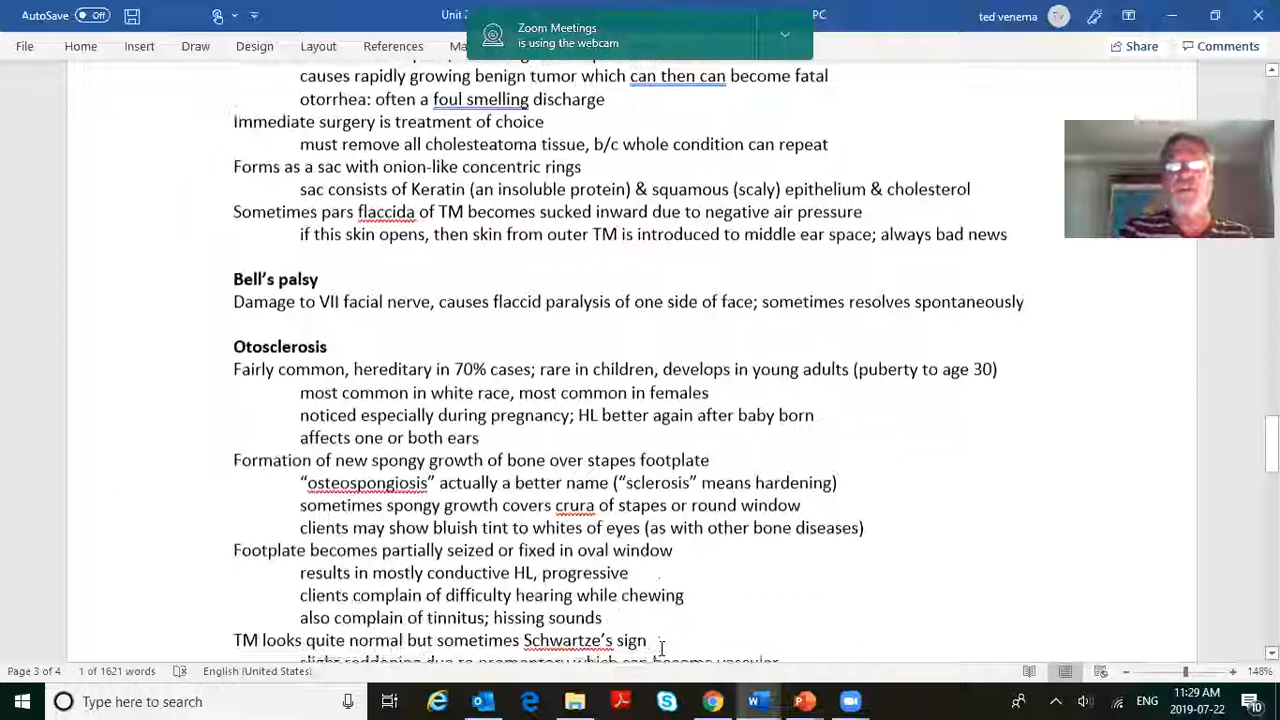 AutoSave Off
Unit
PC
ted venema
TV
Zoom Meetings
is using the webcam
File Home Insert Draw Design Layout References Ma
Share Comments
causes rapidly growing benign tumor which can then can become fatal
otorrhea: often a foul smelling discharge
Immediate surgery is treatment of choice
must remove all cholesteatoma tissue, b/c whole condition can repeat
Forms as a sac with onion-like concentric rings
sac consists of Keratin (an insoluble protein) & squamous (scaly) epithelium & cholesterol
Sometimes pars flaccida of TM becomes sucked inward due to negative air pressure
if this skin opens, then skin from outer TM is introduced to middle ear space; always bad news
Bell's palsy
Damage to VII facial nerve, causes flaccid paralysis of one side of face; sometimes resolves spontaneously
Otosclerosis
Fairly common, hereditary in 70% cases; rare in children, develops in young adults (puberty to age 30)
most common in white race, most common in females
noticed especially during pregnancy; HL better again after baby born
affects one or both ears
Formation of new spongy growth of bone over stapes footplate
“osteospongiosis” actually a better name (“sclerosis” means hardening)
sometimes spongy growth covers crura of stapes or round window
clients may show bluish tint to whites of eyes (as with other bone diseases)
Footplate becomes partially seized or fixed in oval window
results in mostly conductive HL, progressive
clients complain of difficulty hearing while chewing
also complain of tinnitus; hissing sounds
TM looks quite normal but sometimes Schwartze's sign
slight reddening due to promontory which can become vascular
Page 3 of 4 1 of 1621 words English (United States) 148%
Type here to search
ENG
11:29 AM
2019-07-22